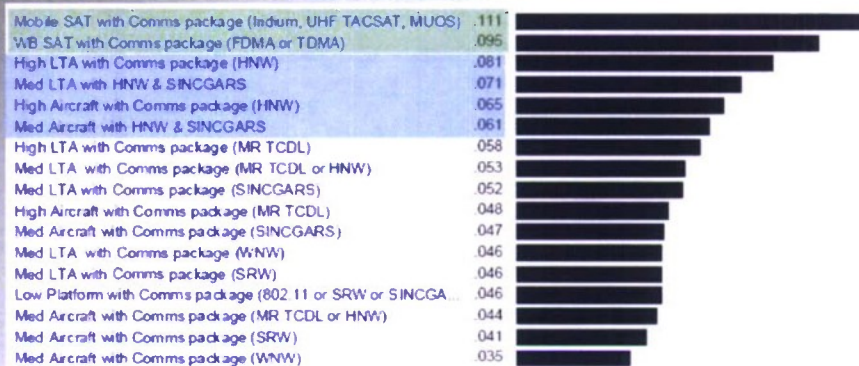 Mobile SAT with Comms package (Iridium, UHF TACSAT, MUOS) .111
WB SAT with Comms package (FDMA or TDMA) .095
High LTA with Comms package (HNW) .081
Med LTA with HNW & SINCGARS .071
High Aircraft with Comms package (HNW) .065
Med Aircraft with HNW & SINCGARS .061
High LTA with Comms package (MR TCDL) .058
Med LTA with Comms package (MR TCDL or HNW) .053
Med LTA with Comms package (SINCGARS) .052
High Aircraft with Comms package (MR TCDL) .048
Med Aircraft with Comms package (SINCGARS) .047
Med LTA with Comms package (WNW) .046
Med LTA with Comms package (SRW) .046
Low Platform with Comms package (802.11 or SRW or SINCGA... .046
Med Aircraft with Comms package (MR TCDL or HNW) .044
Med Aircraft with Comms package (SRW) .041
Med Aircraft with Comms package (WNW) .035